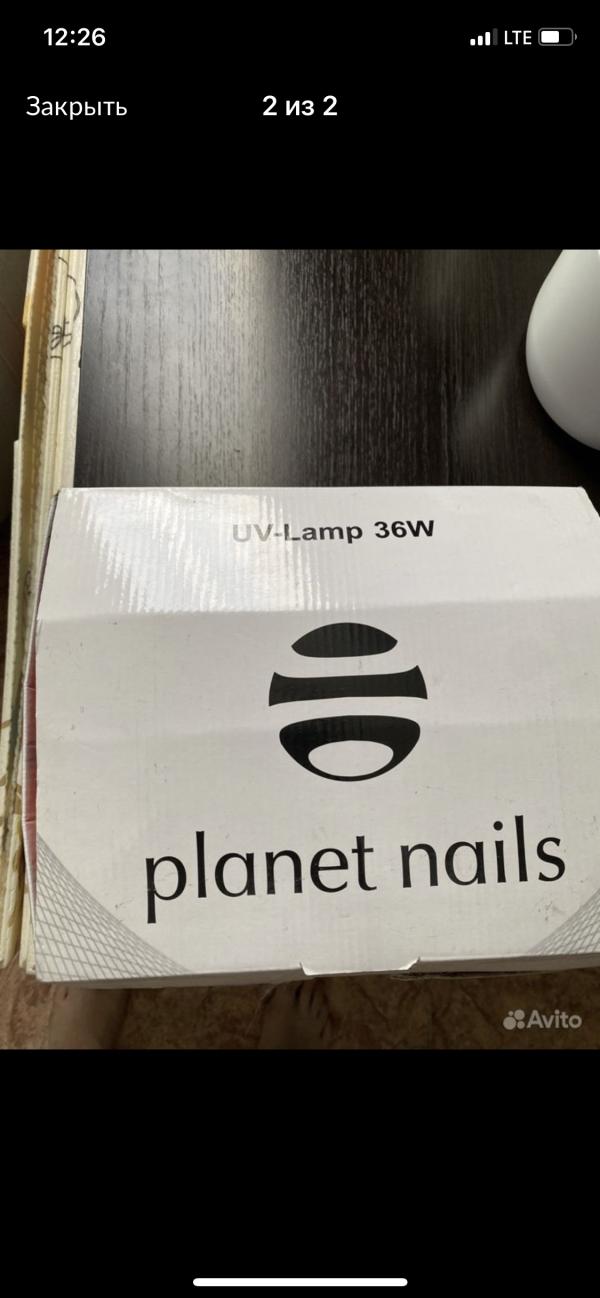 12:26
LTE
Закрыть
2 из 2
UV-Lamp 36W
planet nails
Avito